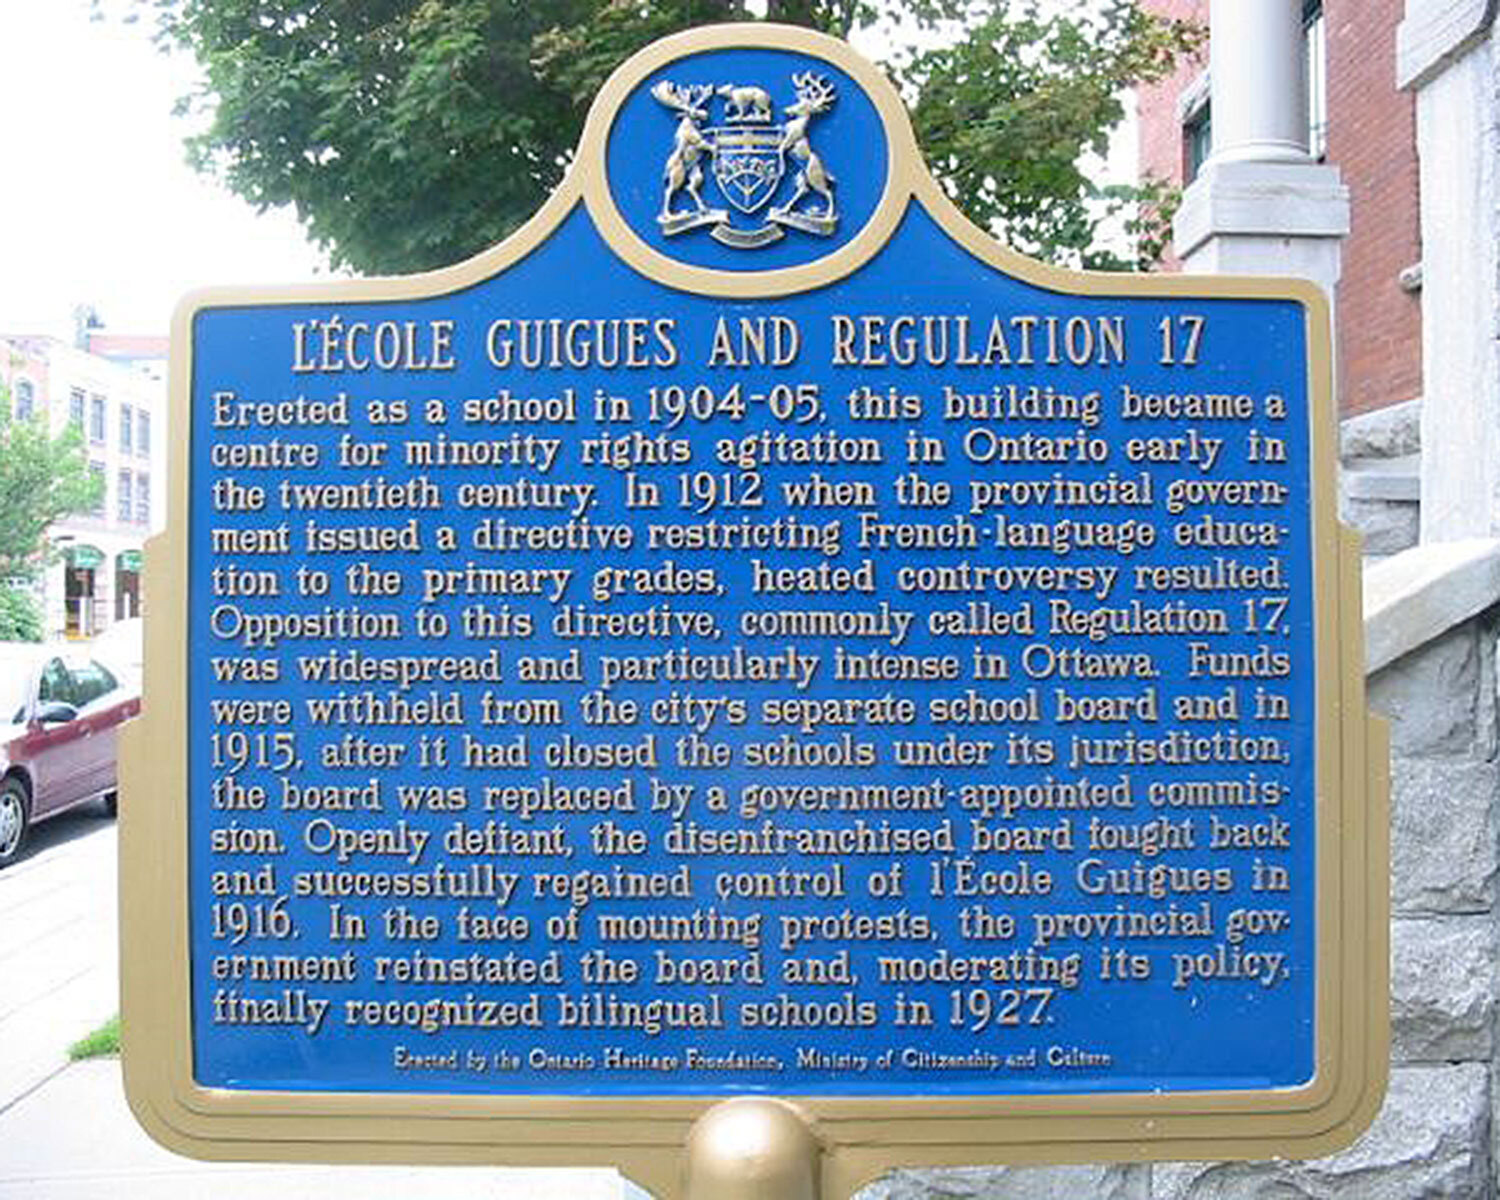 L'ÉCOLE GUIGUES AND REGULATION 17
Erected as a school in 1904-05, this building became a
centre for minority rights agitation in Ontario early in
the twentieth century. In 1912 when the provincial govern-
ment issued a directive restricting French-language educa-
tion to the primary grades, heated controversy resulted.
Opposition to this directive, commonly called Regulation 17,
was widespread and particularly intense in Ottawa. Funds
were withheld from the city's separate school board and in
1915, after it had closed the schools under its jurisdiction,
the board was replaced by a government-appointed commis-
sion. Openly defiant, the disenfranchised board fought back
and successfully regained control of l'École Guigues in
1916. In the face of mounting protests, the provincial gov-
ernment reinstated the board and, moderating its policy,
finally recognized bilingual schools in 1927.
Erected by the Ontario Heritage Foundation, Ministry of Citizenship and Culture